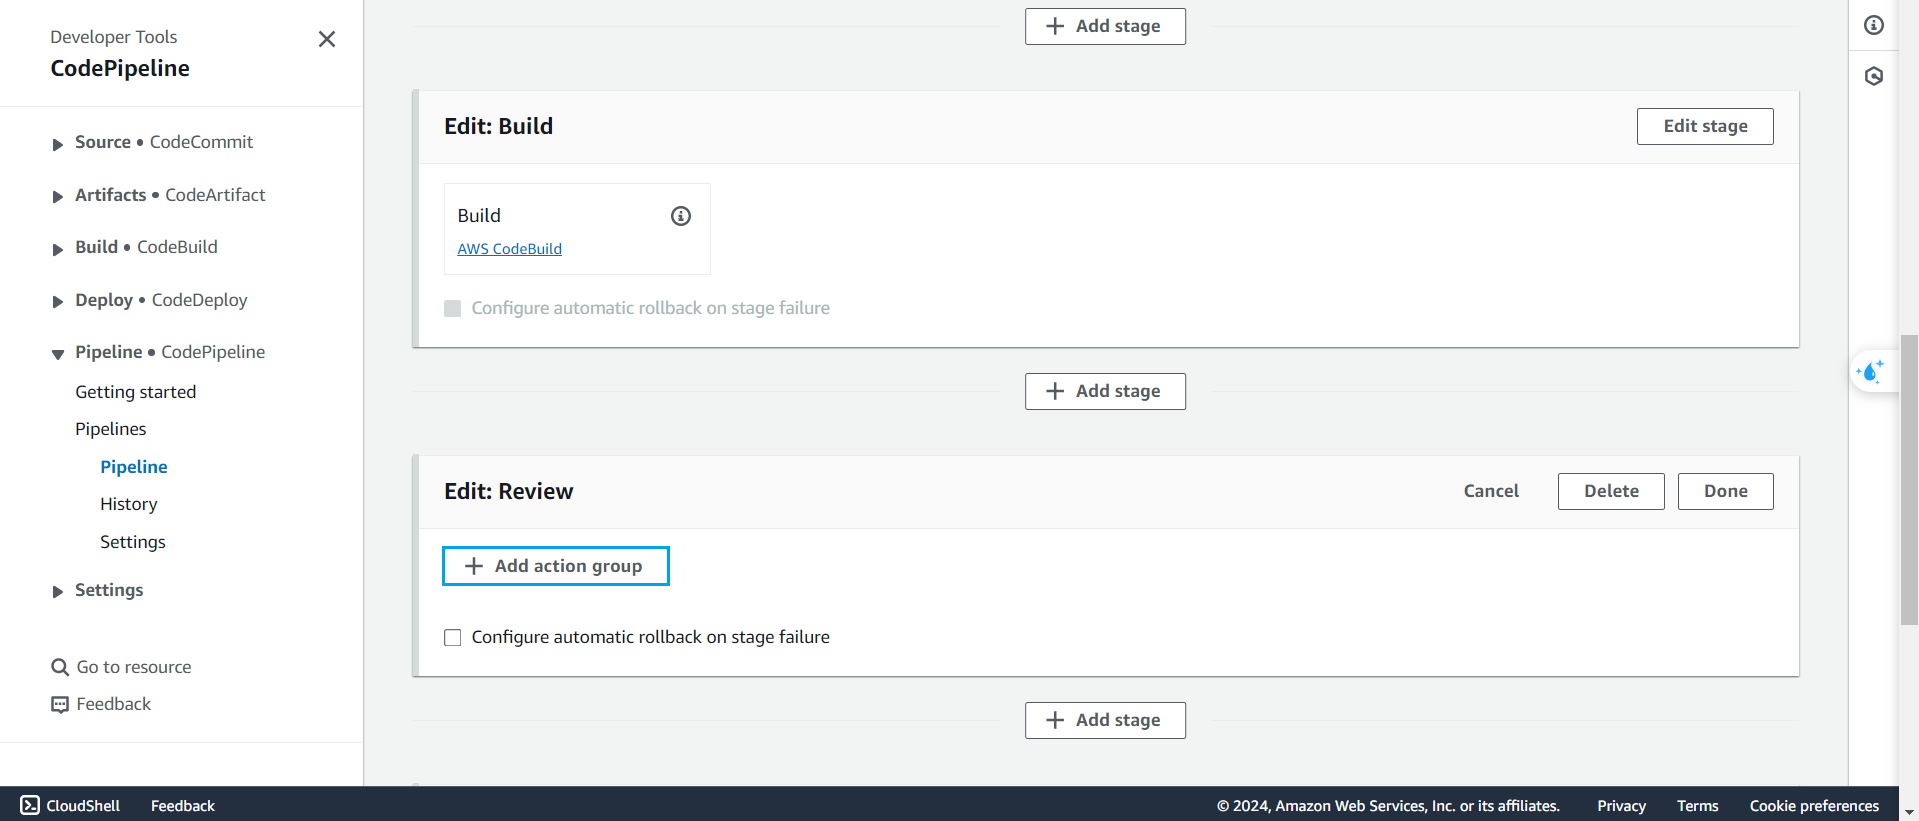 Developer Tools
CodePipeline
Source • CodeCommit
Artifacts • CodeArtifact
Build • CodeBuild
Deploy • CodeDeploy
Pipeline • CodePipeline
Getting started
Pipelines
Pipeline
History
Settings
Settings
Go to resource
Feedback
Add stage
Edit: Build
Edit stage
Build
AWS CodeBuild
Configure automatic rollback on stage failure
Add stage
Edit: Review
Cancel
Delete
Done
Add action group
Configure automatic rollback on stage failure
Add stage
CloudShell
Feedback
© 2024, Amazon Web Services, Inc. or its affiliates.
Privacy
Terms
Cookie preferences